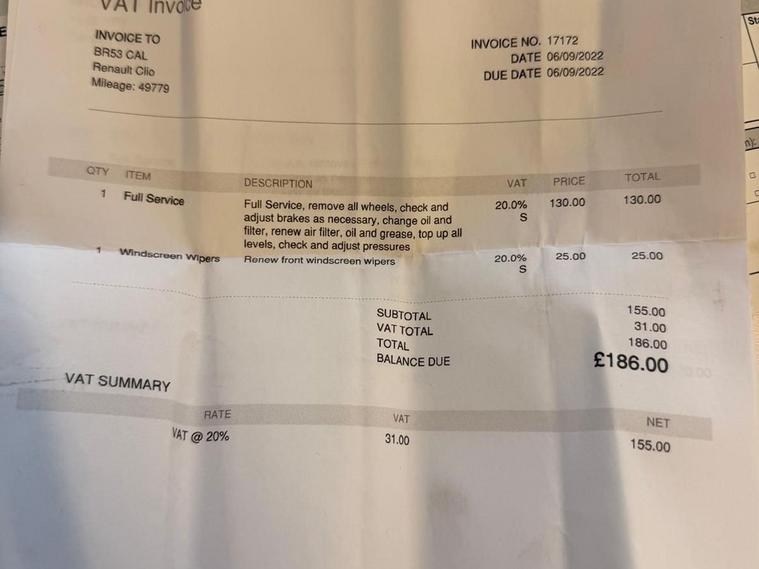 VAT Invoice
INVOICE TO
BR53 CAL
Renault Clio
Mileage: 49779
INVOICE NO. 17172
DATE 06/09/2022
DUE DATE 06/09/2022
QTY ITEM DESCRIPTION VAT PRICE TOTAL
1 Full Service Full Service, remove all wheels, check and 20.0% 130.00 130.00
adjust brakes as necessary, change oil and S
filter, renew air filter, oil and grease, top up all
levels, check and adjust pressures
1 Windscreen Wipers Renew front windscreen wipers 20.0% 25.00 25.00
S
SUBTOTAL 155.00
VAT TOTAL 31.00
TOTAL 186.00
BALANCE DUE £186.00
VAT SUMMARY
RATE VAT NET
VAT @ 20% 31.00 155.00